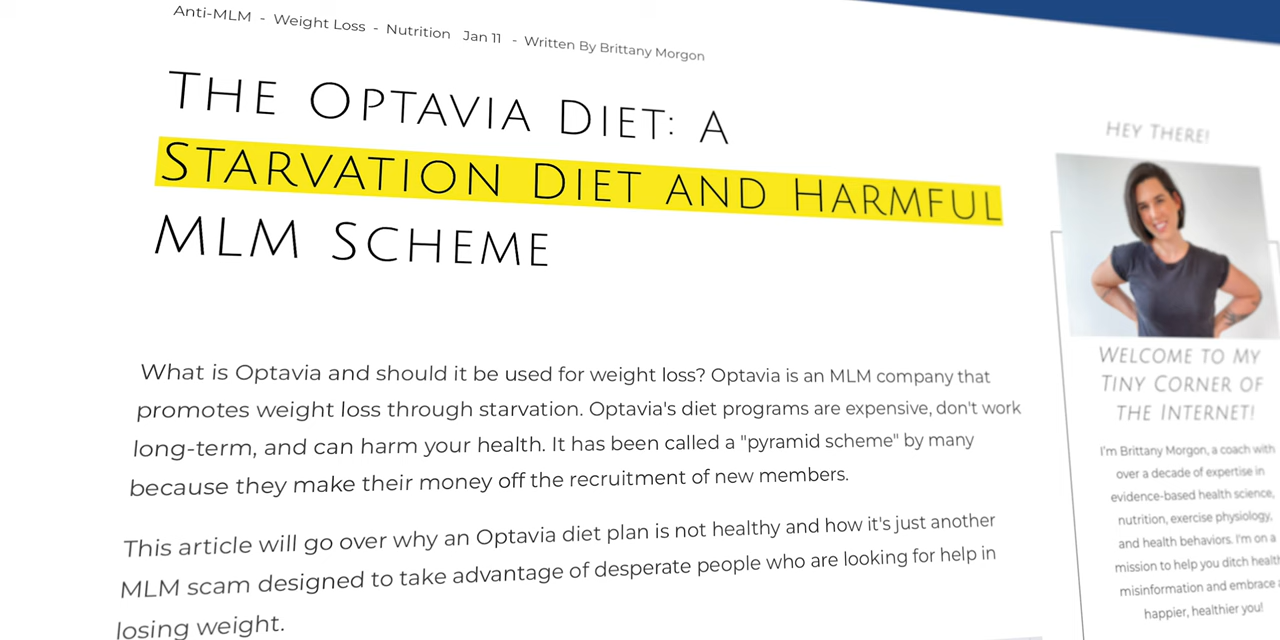 Anti-MLM - Weight Loss - Nutrition Jan 11 - Written By Brittany Morgon
THE OPTAVIA DIET: A
STARVATION DIET AND HARMFUL
MLM SCHEME
What is Optavia and should it be used for weight loss? Optavia is an MLM company that
promotes weight loss through starvation. Optavia's diet programs are expensive, don't work
long-term, and can harm your health. It has been called a "pyramid scheme" by many
because they make their money off the recruitment of new members.
This article will go over why an Optavia diet plan is not healthy and how it's just another
MLM scam designed to take advantage of desperate people who are looking for help in
losing weight.
HEY THERE!
WELCOME TO MY
TINY CORNER OF
THE INTERNET!
I'm Brittany Morgon, a coach with
over a decade of expertise in
evidence-based health science,
nutrition, exercise physiology,
and health behaviors. I'm on a
mission to help you ditch health
misinformation and embrace a
happier, healthier you!